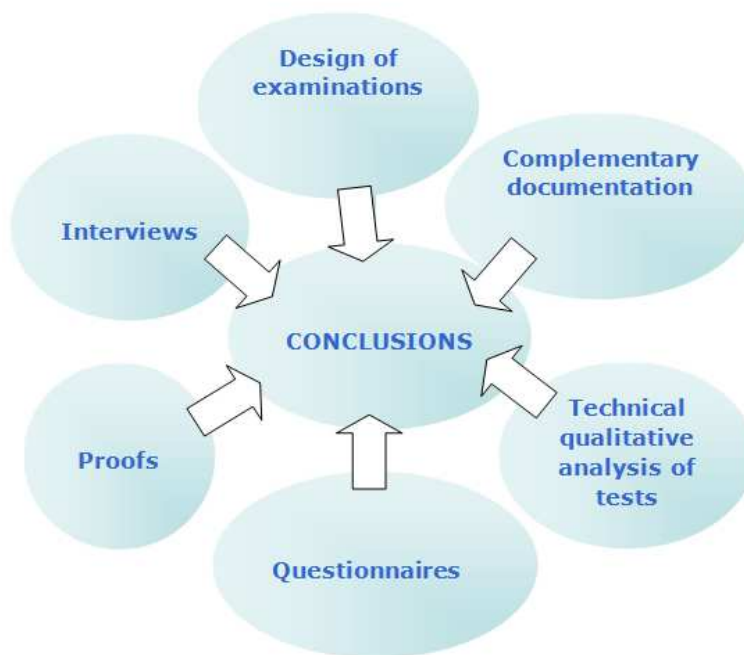 Design of
examinations
Complementary
documentation
Interviews
CONCLUSIONS
Technical
qualitative
analysis of
tests
Proofs
Questionnaires